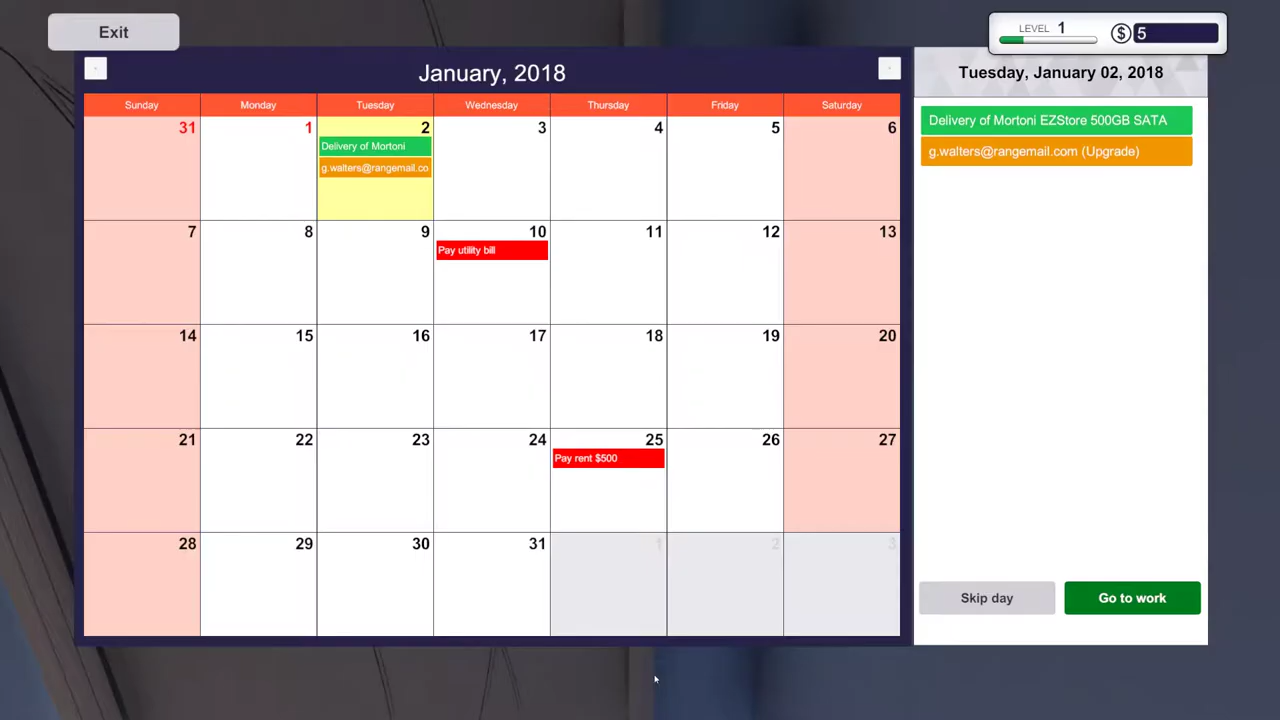 Exit
LEVEL 1
$ 5
January, 2018
Tuesday, January 02, 2018
Sunday Monday Tuesday Wednesday Thursday Friday Saturday
31 1 2 3 4 5 6
Delivery of Mortoni
g.walters@rangemail.co
7 8 9 10 11 12 13
Pay utility bill
14 15 16 17 18 19 20
21 22 23 24 25 26 27
Pay rent $500
28 29 30 31 1 2 3
Delivery of Mortoni EZStore 500GB SATA
g.walters@rangemail.com (Upgrade)
Skip day
Go to work